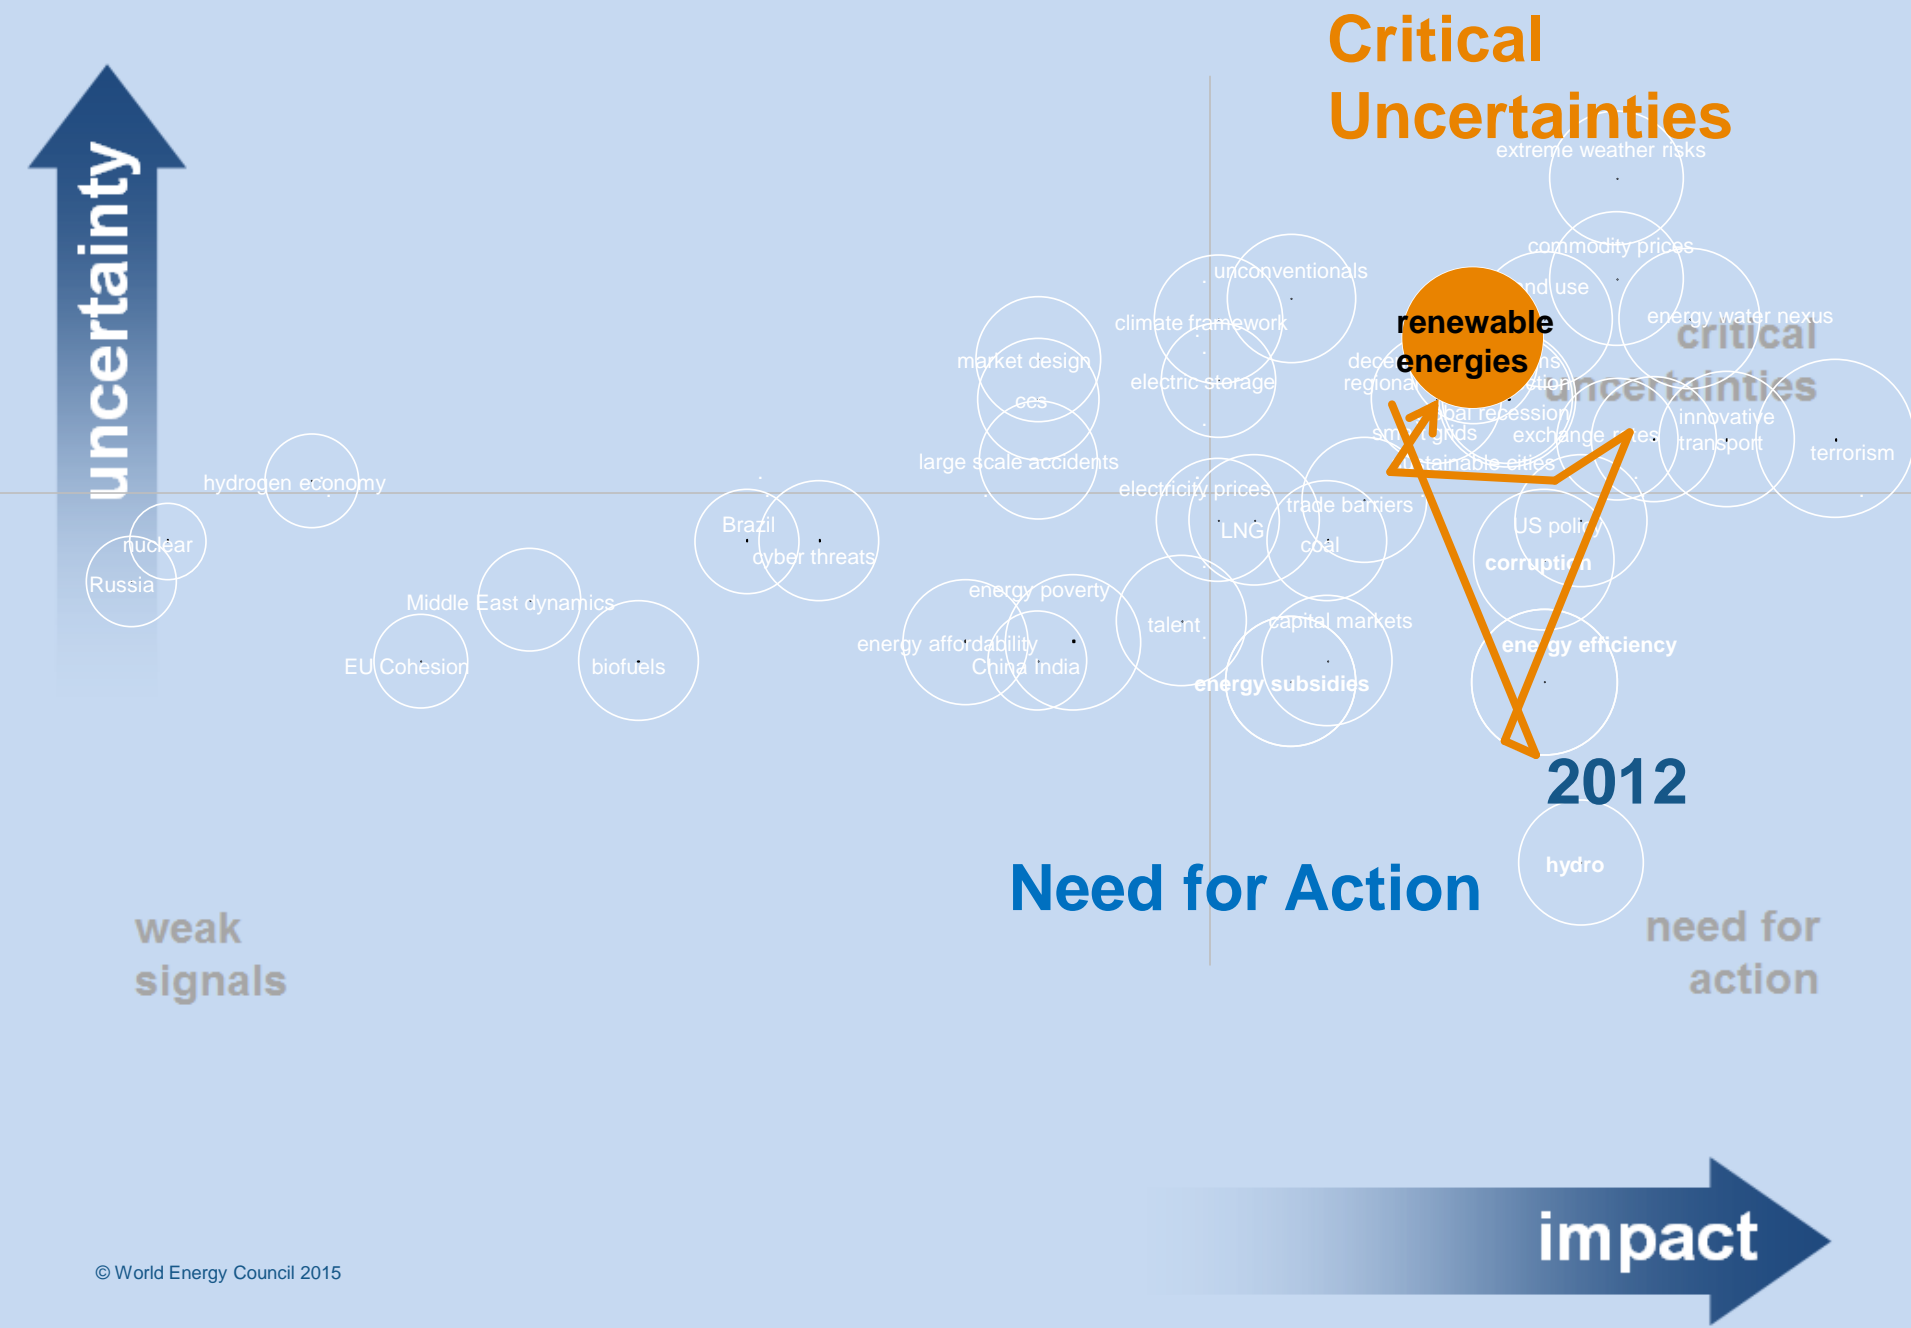 Critical
Uncertainties
uncertainty
extreme weather risks
commodity prices
unconventionals
use
climate framework
energy water nexus
renewable
energies
critical
uncertainties
market design
electric storage
regional
ccs
recession
innovative
transport
exchange rates
smart grids
terrorism
large scale accidents
sustainable cities
hydrogen economy
electricity prices
trade barriers
Brazil
LNG
US policy
nuclear
coal
cyber threats
corruption
Russia
energy poverty
Middle East dynamics
talent
capital markets
energy affordability
energy efficiency
EU Cohesion
biofuels
China India
energy subsidies
2012
hydro
Need for Action
weak
signals
need for
action
impact
© World Energy Council 2015